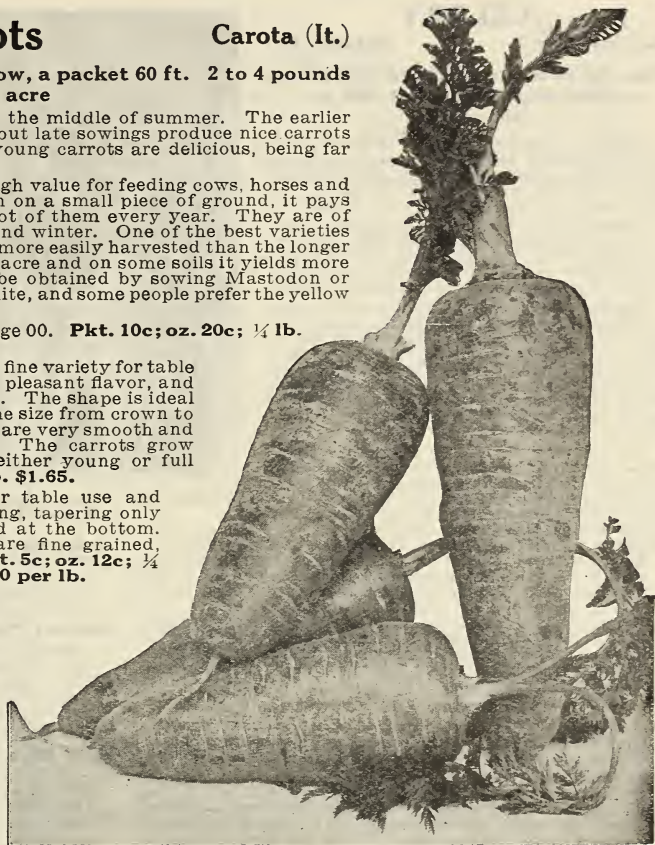 ots Carota (It.)
ow, a packet 60 ft. 2 to 4 pounds
acre
the middle of summer. The earlier
out late sowings produce nice carrots
young carrots are delicious, being far
gh value for feeding cows, horses and
n on a small piece of ground, it pays
ot of them every year. They are of
nd winter. One of the best varieties
more easily harvested than the longer
acre and on some soils it yields more
be obtained by sowing Mastodon or
ite, and some people prefer the yellow
ge 00. Pkt. 10c; oz. 20c; ¼ lb.
fine variety for table
pleasant flavor, and
. The shape is ideal
ne size from crown to
are very smooth and
The carrots grow
either young or full
. $1.65.
r table use and
ng, tapering only
d at the bottom.
are fine grained,
t. 5c; oz. 12c; ¼
0 per lb.